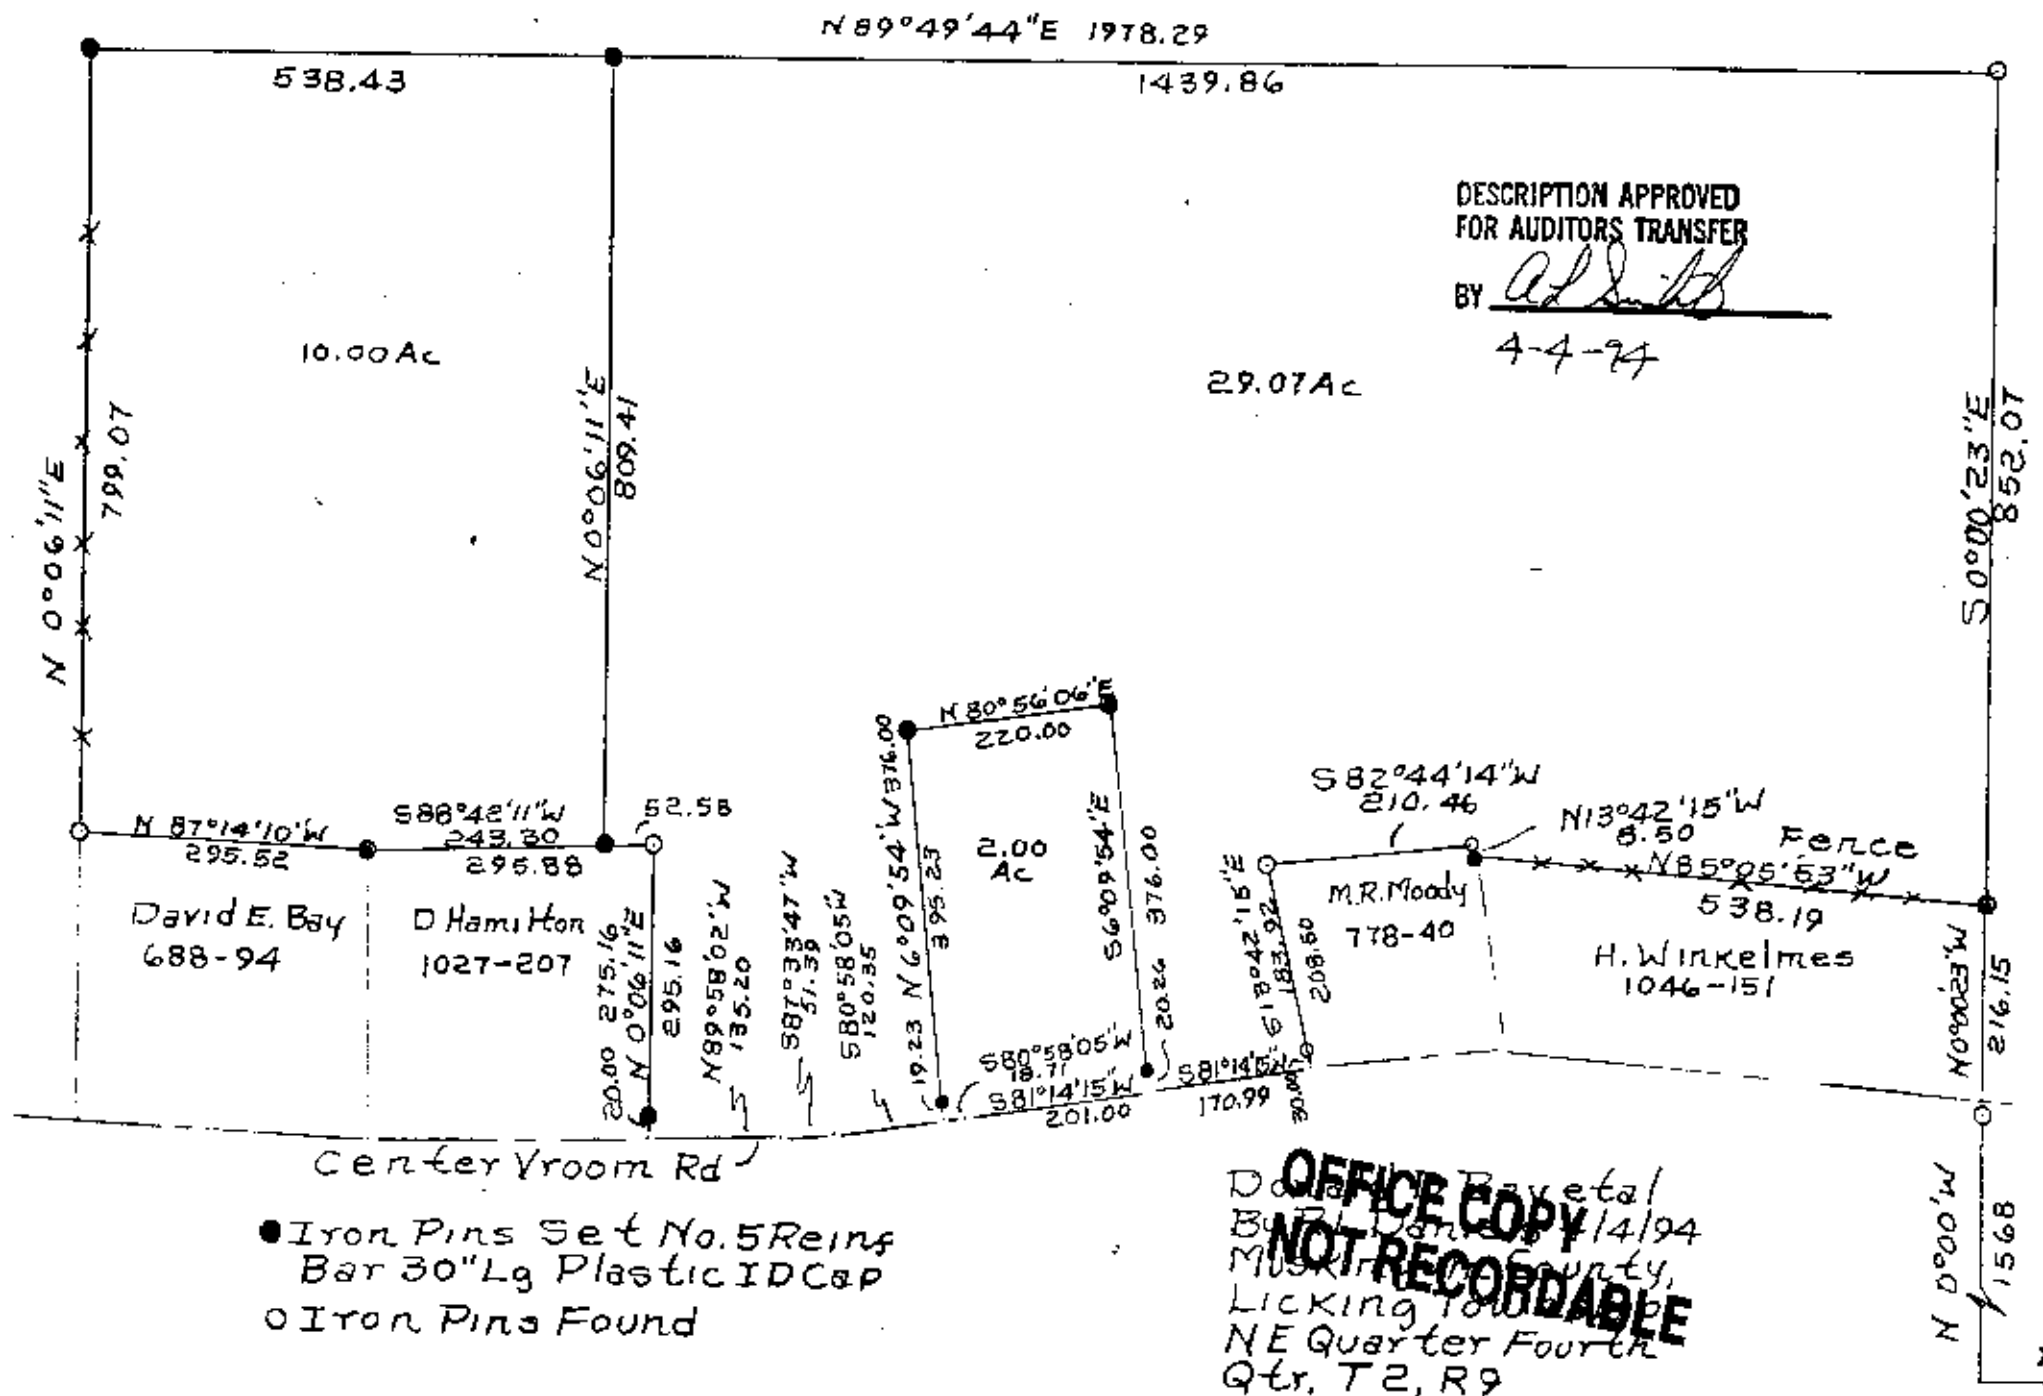 N 89°49'44"E 1978.29
538.43
1439.86
DESCRIPTION APPROVED
FOR AUDITORS TRANSFER
BY
4-4-94
10.00 Ac
29.07 Ac
N 0°06'11"E
799.07
N 0°06'11"E
809.41
S 0°00'23"E
852.07
N 80°56'06"E
220.00
N 6°09'54"W 376.00
395.23
19.23
2.00
Ac
S 6°09'54"E
20.26 376.00
S 82°44'14"W
210.46
N 13°42'15"W
8.50
Fence
N 85°05'53"W
538.19
N 87°14'10"W
295.52
S 88°42'11"W
243.30
295.88
52.58
David E. Bay
688-94
D Hamilton
1027-207
20.00 275.16
N 0°06'11"E
295.16
N 89°58'02"W
135.20
S 87°33'47"W
51.39
S 80°58'05"W
120.35
S 80°58'05"W
18.71
S 81°14'15"W
201.00
S 81°14'15"W
170.99
S 18°42'15"E
183.92
208.50
30.00
M.R. Moody
778-40
H. Winkelmes
1046-151
N 0°00'23"W
216.15
Center Vroom Rd
● Iron Pins Set No. 5 Reinf
Bar 30" Lg Plastic ID Cap
○ Iron Pins Found
OFFICE COPY
NOT RECORDABLE
Bay etal
By 4/4/94
County,
Licking
NE Quarter Fourth
Qtr, T 2, R 9
N 0°00'W
1568